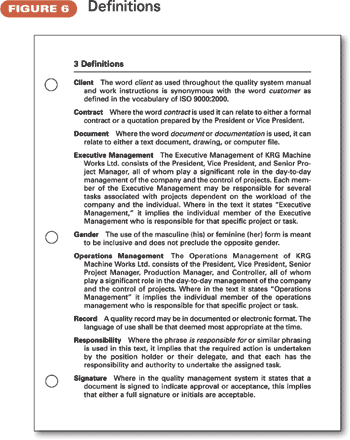 FIGURE 6 Definitions
3 Definitions
Client The word client as used throughout the quality system manual
and work instructions is synonymous with the word customer as
defined in the vocabulary of ISO 9000:2000.
Contract Where the word contract is used it can relate to either a formal
contract or a quotation prepared by the President or Vice President.
Document Where the word document or documentation is used, it can
relate to either a text document, drawing, or computer file.
Executive Management The Executive Management of KRG Machine
Works Ltd. consists of the President, Vice President, and Senior Pro-
ject Manager, all of whom play a significant role in the day-to-day
management of the company and the control of projects. Each mem-
ber of the Executive Management may be responsible for several
tasks associated with projects dependent on the workload of the
company and the individual. Where in the text it states “Executive
Management,” it implies the individual member of the Executive
Management who is responsible for that specific project or task.
Gender The use of the masculine (his) or feminine (her) form is meant
to be inclusive and does not preclude the opposite gender.
Operations Management The Operations Management of KRG
Machine Works Ltd. consists of the President, Vice President, Senior
Project Manager, Production Manager, and Controller, all of whom
play a significant role in the day-to-day management of the company
and the control of projects. Where in the text it states “Operations
Management” it implies the individual member of the operations
management who is responsible for that specific project or task.
Record A quality record may be in documented or electronic format. The
language of use shall be that deemed most appropriate at the time.
Responsibility Where the phrase is responsible for or similar phrasing
is used in this text, it implies that the required action is undertaken
by the position holder or their delegate, and that each has the
responsibility and authority to undertake the assigned task.
Signature Where in the quality management system it states that a
document is signed to indicate approval or acceptance, this implies
that either a full signature or initials are acceptable.